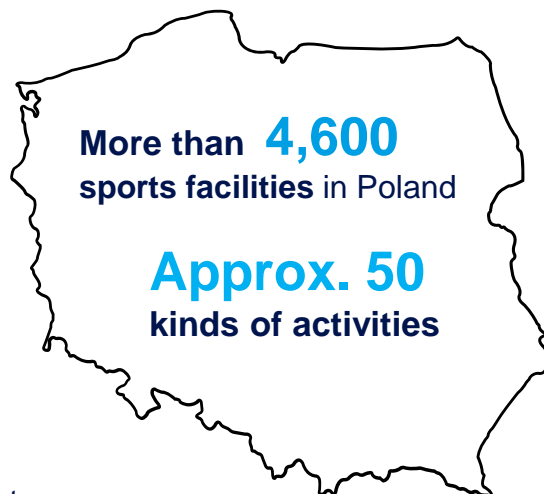 More than 4,600
sports facilities in Poland
Approx. 50
kinds of activities